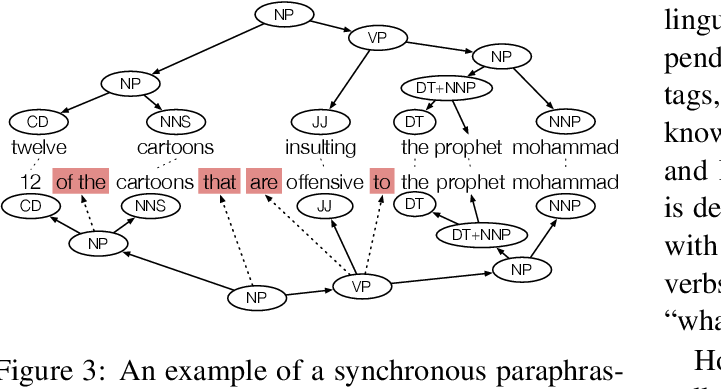 NP
VP
NP
NP
DT+NNP
CD NNS JJ DT NNP
twelve cartoons insulting the prophet mohammad
12 of the cartoons that are offensive to the prophet mohammad
CD NNS JJ DT NNP
NP DT+NNP
NP
NP VP
Figure 3: An example of a synchronous paraphras-
lingu
pend
tags,
know
and
is de
with
verbs
“wha
Ho